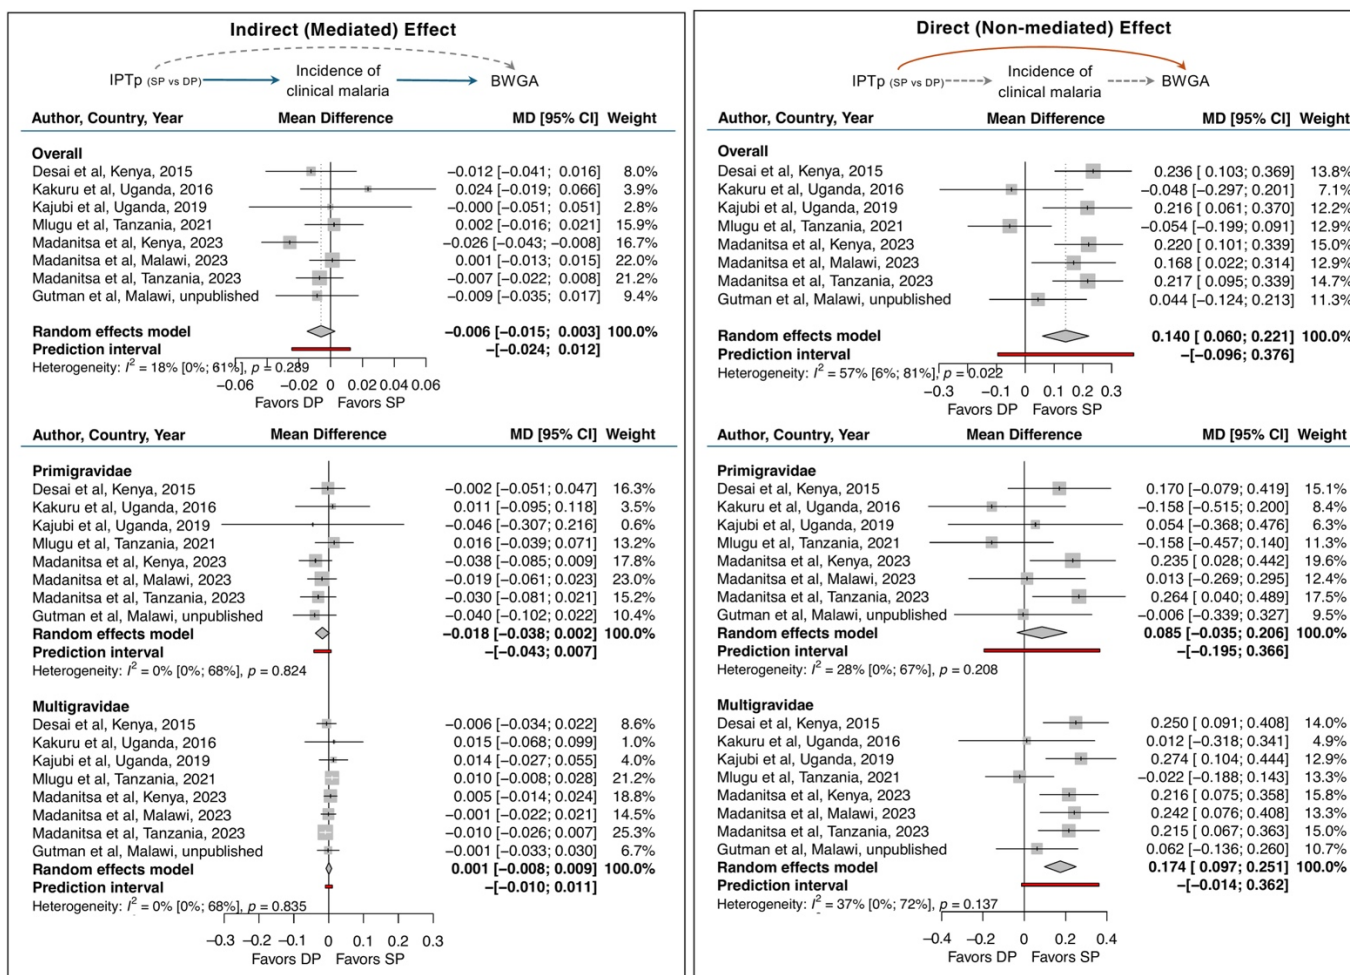 Indirect (Mediated) Effect
IPTp (SP vs DP)
Incidence of
clinical malaria
BWGA
Author, Country, Year Mean Difference MD [95% CI] Weight
Overall
Desai et al, Kenya, 2015 −0.012 [−0.041; 0.016] 8.0%
Kakuru et al, Uganda, 2016 0.024 [−0.019; 0.066] 3.9%
Kajubi et al, Uganda, 2019 −0.000 [−0.051; 0.051] 2.8%
Mlugu et al, Tanzania, 2021 0.002 [−0.016; 0.021] 15.9%
Madanitsa et al, Kenya, 2023 −0.026 [−0.043; −0.008] 16.7%
Madanitsa et al, Malawi, 2023 0.001 [−0.013; 0.015] 22.0%
Madanitsa et al, Tanzania, 2023 −0.007 [−0.022; 0.008] 21.2%
Gutman et al, Malawi, unpublished −0.009 [−0.035; 0.017] 9.4%
Random effects model −0.006 [−0.015; 0.003] 100.0%
Prediction interval −[−0.024; 0.012]
Heterogeneity: I² = 18% [0%; 61%], p = 0.289
−0.06 −0.02 0 0.02 0.04 0.06
Favors DP Favors SP
Author, Country, Year Mean Difference MD [95% CI] Weight
Primigravidae
Desai et al, Kenya, 2015 −0.002 [−0.051; 0.047] 16.3%
Kakuru et al, Uganda, 2016 0.011 [−0.095; 0.118] 3.5%
Kajubi et al, Uganda, 2019 −0.046 [−0.307; 0.216] 0.6%
Mlugu et al, Tanzania, 2021 0.016 [−0.039; 0.071] 13.2%
Madanitsa et al, Kenya, 2023 −0.038 [−0.085; 0.009] 17.8%
Madanitsa et al, Malawi, 2023 −0.019 [−0.061; 0.023] 23.0%
Madanitsa et al, Tanzania, 2023 −0.030 [−0.081; 0.021] 15.2%
Gutman et al, Malawi, unpublished −0.040 [−0.102; 0.022] 10.4%
Random effects model −0.018 [−0.038; 0.002] 100.0%
Prediction interval −[−0.043; 0.007]
Heterogeneity: I² = 0% [0%; 68%], p = 0.824
Multigravidae
Desai et al, Kenya, 2015 −0.006 [−0.034; 0.022] 8.6%
Kakuru et al, Uganda, 2016 0.015 [−0.068; 0.099] 1.0%
Kajubi et al, Uganda, 2019 0.014 [−0.027; 0.055] 4.0%
Mlugu et al, Tanzania, 2021 0.010 [−0.008; 0.028] 21.2%
Madanitsa et al, Kenya, 2023 0.005 [−0.014; 0.024] 18.8%
Madanitsa et al, Malawi, 2023 −0.001 [−0.022; 0.021] 14.5%
Madanitsa et al, Tanzania, 2023 −0.010 [−0.026; 0.007] 25.3%
Gutman et al, Malawi, unpublished −0.001 [−0.033; 0.030] 6.7%
Random effects model 0.001 [−0.008; 0.009] 100.0%
Prediction interval −[−0.010; 0.011]
Heterogeneity: I² = 0% [0%; 68%], p = 0.835
−0.3 −0.2 −0.1 0 0.1 0.2 0.3
Favors DP Favors SP
Direct (Non-mediated) Effect
IPTp (SP vs DP)
Incidence of
clinical malaria
BWGA
Author, Country, Year Mean Difference MD [95% CI] Weight
Overall
Desai et al, Kenya, 2015 0.236 [ 0.103; 0.369] 13.8%
Kakuru et al, Uganda, 2016 −0.048 [−0.297; 0.201] 7.1%
Kajubi et al, Uganda, 2019 0.216 [ 0.061; 0.370] 12.2%
Mlugu et al, Tanzania, 2021 −0.054 [−0.199; 0.091] 12.9%
Madanitsa et al, Kenya, 2023 0.220 [ 0.101; 0.339] 15.0%
Madanitsa et al, Malawi, 2023 0.168 [ 0.022; 0.314] 12.9%
Madanitsa et al, Tanzania, 2023 0.217 [ 0.095; 0.339] 14.7%
Gutman et al, Malawi, unpublished 0.044 [−0.124; 0.213] 11.3%
Random effects model 0.140 [ 0.060; 0.221] 100.0%
Prediction interval −[−0.096; 0.376]
Heterogeneity: I² = 57% [6%; 81%], p = 0.022
−0.3 −0.1 0 0.1 0.2 0.3
Favors DP Favors SP
Author, Country, Year Mean Difference MD [95% CI] Weight
Primigravidae
Desai et al, Kenya, 2015 0.170 [−0.079; 0.419] 15.1%
Kakuru et al, Uganda, 2016 −0.158 [−0.515; 0.200] 8.4%
Kajubi et al, Uganda, 2019 0.054 [−0.368; 0.476] 6.3%
Mlugu et al, Tanzania, 2021 −0.158 [−0.457; 0.140] 11.3%
Madanitsa et al, Kenya, 2023 0.235 [ 0.028; 0.442] 19.6%
Madanitsa et al, Malawi, 2023 0.013 [−0.269; 0.295] 12.4%
Madanitsa et al, Tanzania, 2023 0.264 [ 0.040; 0.489] 17.5%
Gutman et al, Malawi, unpublished −0.006 [−0.339; 0.327] 9.5%
Random effects model 0.085 [−0.035; 0.206] 100.0%
Prediction interval −[−0.195; 0.366]
Heterogeneity: I² = 28% [0%; 67%], p = 0.208
Multigravidae
Desai et al, Kenya, 2015 0.250 [ 0.091; 0.408] 14.0%
Kakuru et al, Uganda, 2016 0.012 [−0.318; 0.341] 4.9%
Kajubi et al, Uganda, 2019 0.274 [ 0.104; 0.444] 12.9%
Mlugu et al, Tanzania, 2021 −0.022 [−0.188; 0.143] 13.3%
Madanitsa et al, Kenya, 2023 0.216 [ 0.075; 0.358] 15.8%
Madanitsa et al, Malawi, 2023 0.242 [ 0.076; 0.408] 13.3%
Madanitsa et al, Tanzania, 2023 0.215 [ 0.067; 0.363] 15.0%
Gutman et al, Malawi, unpublished 0.062 [−0.136; 0.260] 10.7%
Random effects model 0.174 [ 0.097; 0.251] 100.0%
Prediction interval −[−0.014; 0.362]
Heterogeneity: I² = 37% [0%; 72%], p = 0.137
−0.4 −0.2 0 0.2 0.4
Favors DP Favors SP